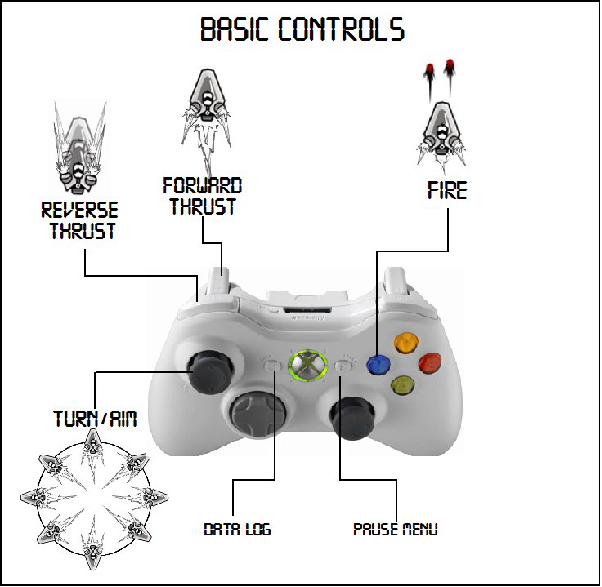 BASIC CONTROLS
FORWARD
THRUST
REVERSE
THRUST
FIRE
TURN/AIM
DATA LOG
PAUSE MENU